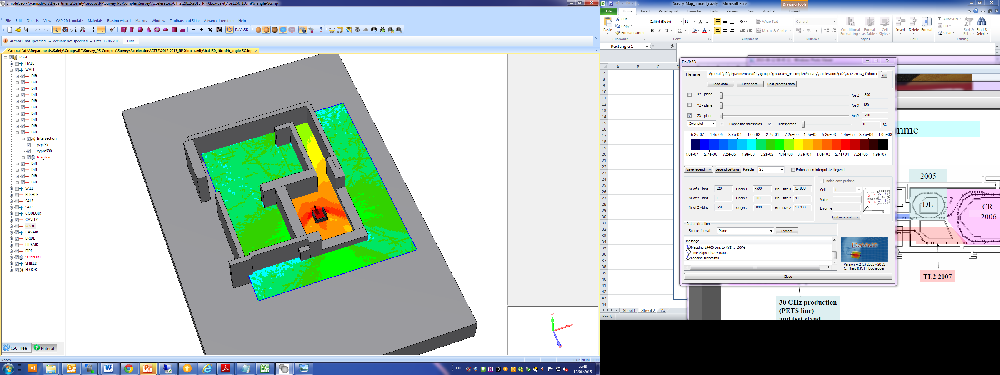 SimpleGeo - \\cern.ch\dfs\Departments\Safety\Groups\RP\Survey_PS-Complex\Survey\Accelerators\CTF2\2012-2013_RF-Xbox-cavity\bat150_10cmPb_angle-SG.inp
File Edit Objects View CAD 2D template Materials Biasing wizard Macros Window Toolbars and Skins Advanced-renderer Help
DaVis3D
Authors: not specified -- Version: not specified -- Date: 12 06 2015 Hide
\\cern.ch\dfs\Departments\Safety\Groups\RP\Survey_PS-Complex\Survey\Accelerators\CTF2\2012-2013_RF-Xbox-cavity\bat150_10cmPb_angle-SG.inp
Root
HALL
WALL
Diff
Diff
Diff
Diff
Diff
Diff
Diff
Diff
Diff
Diff
Intersection
yzp235
xypm590
R_sgbox
Diff
Diff
Diff
Diff
SAL1
BLKHLE
SAL3
SAL2
COULOIR
CAVITY
ROOF
CAVAIR
BRIDE
PIPEAIR
PIPE
SUPPORT
SHIELD
FLOOR
CSG Tree Materials
Ready
CAP NUM SCRL
EN
09:49
12/06/2015
Survey-Map_around_cavity - Microsoft Excel
Drawing Tools
File Home Insert Page Layout Formulas Data Review View Acrobat Format
Paste
Cut
Copy
Format Painter
Clipboard
Calibri (Body) 11
B I U
Font
Wrap Text
Merge & Center
Alignment
General
Number
Conditional Formatting
Format as Table
Cell Styles
Styles
Insert Delete Format
Cells
AutoSum
Fill
Clear
Sort & Filter
Find & Select
Editing
Rectangle 1
fx
A B C D
7
8
9
10
11
12
13
14
15
16
17
18
19
20
21
22
23
24
25
26
27
28
29
30
31
32
33
34
35
36
37
38
39
40
41
42
43
44
Sheet1 Sheet2
Ready
DaVis3D
File name \\cern.ch\dfs\departments\safety\groups\rp\survey_ps-complex\survey\accelerators\ctf2\2012-2013_rf-xbox-c ...
Load data Clear data Post-process data
XY - plane Pos Z -800
YZ - plane Pos X 180
ZX - plane Pos Y -200
Color plot Emphasize thresholds Transparent 0 %
5.2e-07 1.4e-05 3.7e-04 1.0e-02 2.7e-01 7.2e+00 1.9e+02 5.2e+03 1.4e+05 3.7e+06 1.0e+08
1.0e-07 2.7e-06 7.2e-05 1.9e-03 5.2e-02 1.4e+00 3.7e+01 1.0e+03 2.7e+04 7.2e+05 1.9e+07
Save legend Legend settings Palette 21 Enforce non-interpolated legend
Nr of X - bins 120 Origin X -500 Bin - size X 10.833
Nr of Y - bins 1 Origin Y 110 Bin - size Y 40
Nr of Z - bins 120 Origin Z -800 Bin - size Z 13.333
Enable data probing
Cell 1
Value
Error %
Find max. val...
Data extraction
Source-format Plane Extract
Message
Mapping 14400 bins to XYZ... 100%
Time elapsed 0.031000 s
Loading successful
DaVis3D
Version 4.2 (c) 2005 - 2011
C. Theis & K. H. Buchegger
Close
mme
2005
DL
CR
2006
TL2 2007
30 GHz production
(PETS line)
and test stand